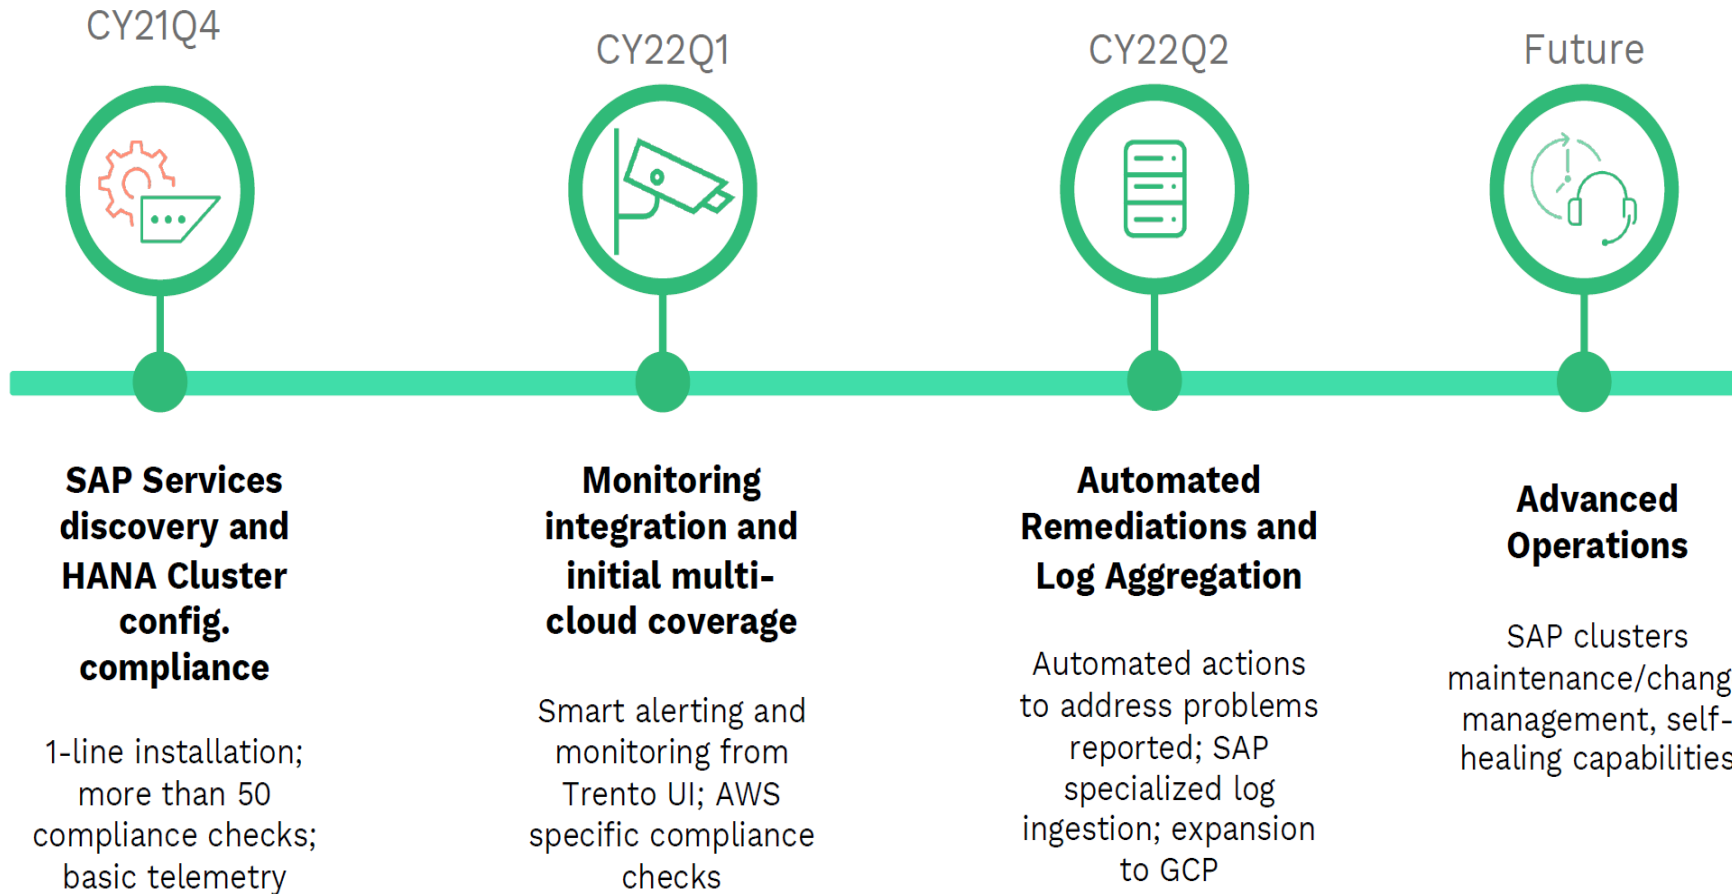 CY21Q4
SAP Services
discovery and
HANA Cluster
config.
compliance
1-line installation;
more than 50
compliance checks;
basic telemetry
CY22Q1
Monitoring
integration and
initial multi-
cloud coverage
Smart alerting and
monitoring from
Trento UI; AWS
specific compliance
checks
CY22Q2
Automated
Remediations and
Log Aggregation
Automated actions
to address problems
reported; SAP
specialized log
ingestion; expansion
to GCP
Future
Advanced
Operations
SAP clusters
maintenance/chang
management, self-
healing capabilities